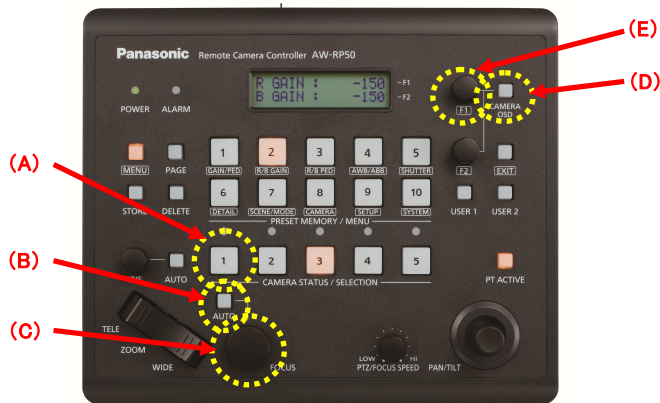 (E)
Panasonic Remote Camera Controller AW-RP50
R GAIN : -150 -F1
B GAIN : -150 -F2
POWER ALARM
F1
CAMERA
OSD
(D)
(A)
1 2 3 4 5
MENU PAGE GAIN/PED R/B GAIN R/B PED AWB/ABB SHUTTER F2 EXIT
6 7 8 9 10
STORE DELETE DETAIL SCENE/MODE CAMERA SETUP SYSTEM USER 1 USER 2
PRESET MEMORY / MENU
(B)
1 2 3 4 5
AUTO CAMERA STATUS / SELECTION PT ACTIVE
AUTO
(C)
TELE
ZOOM
WIDE
FOCUS
LOW HI
PTZ/FOCUS SPEED
PAN/TILT